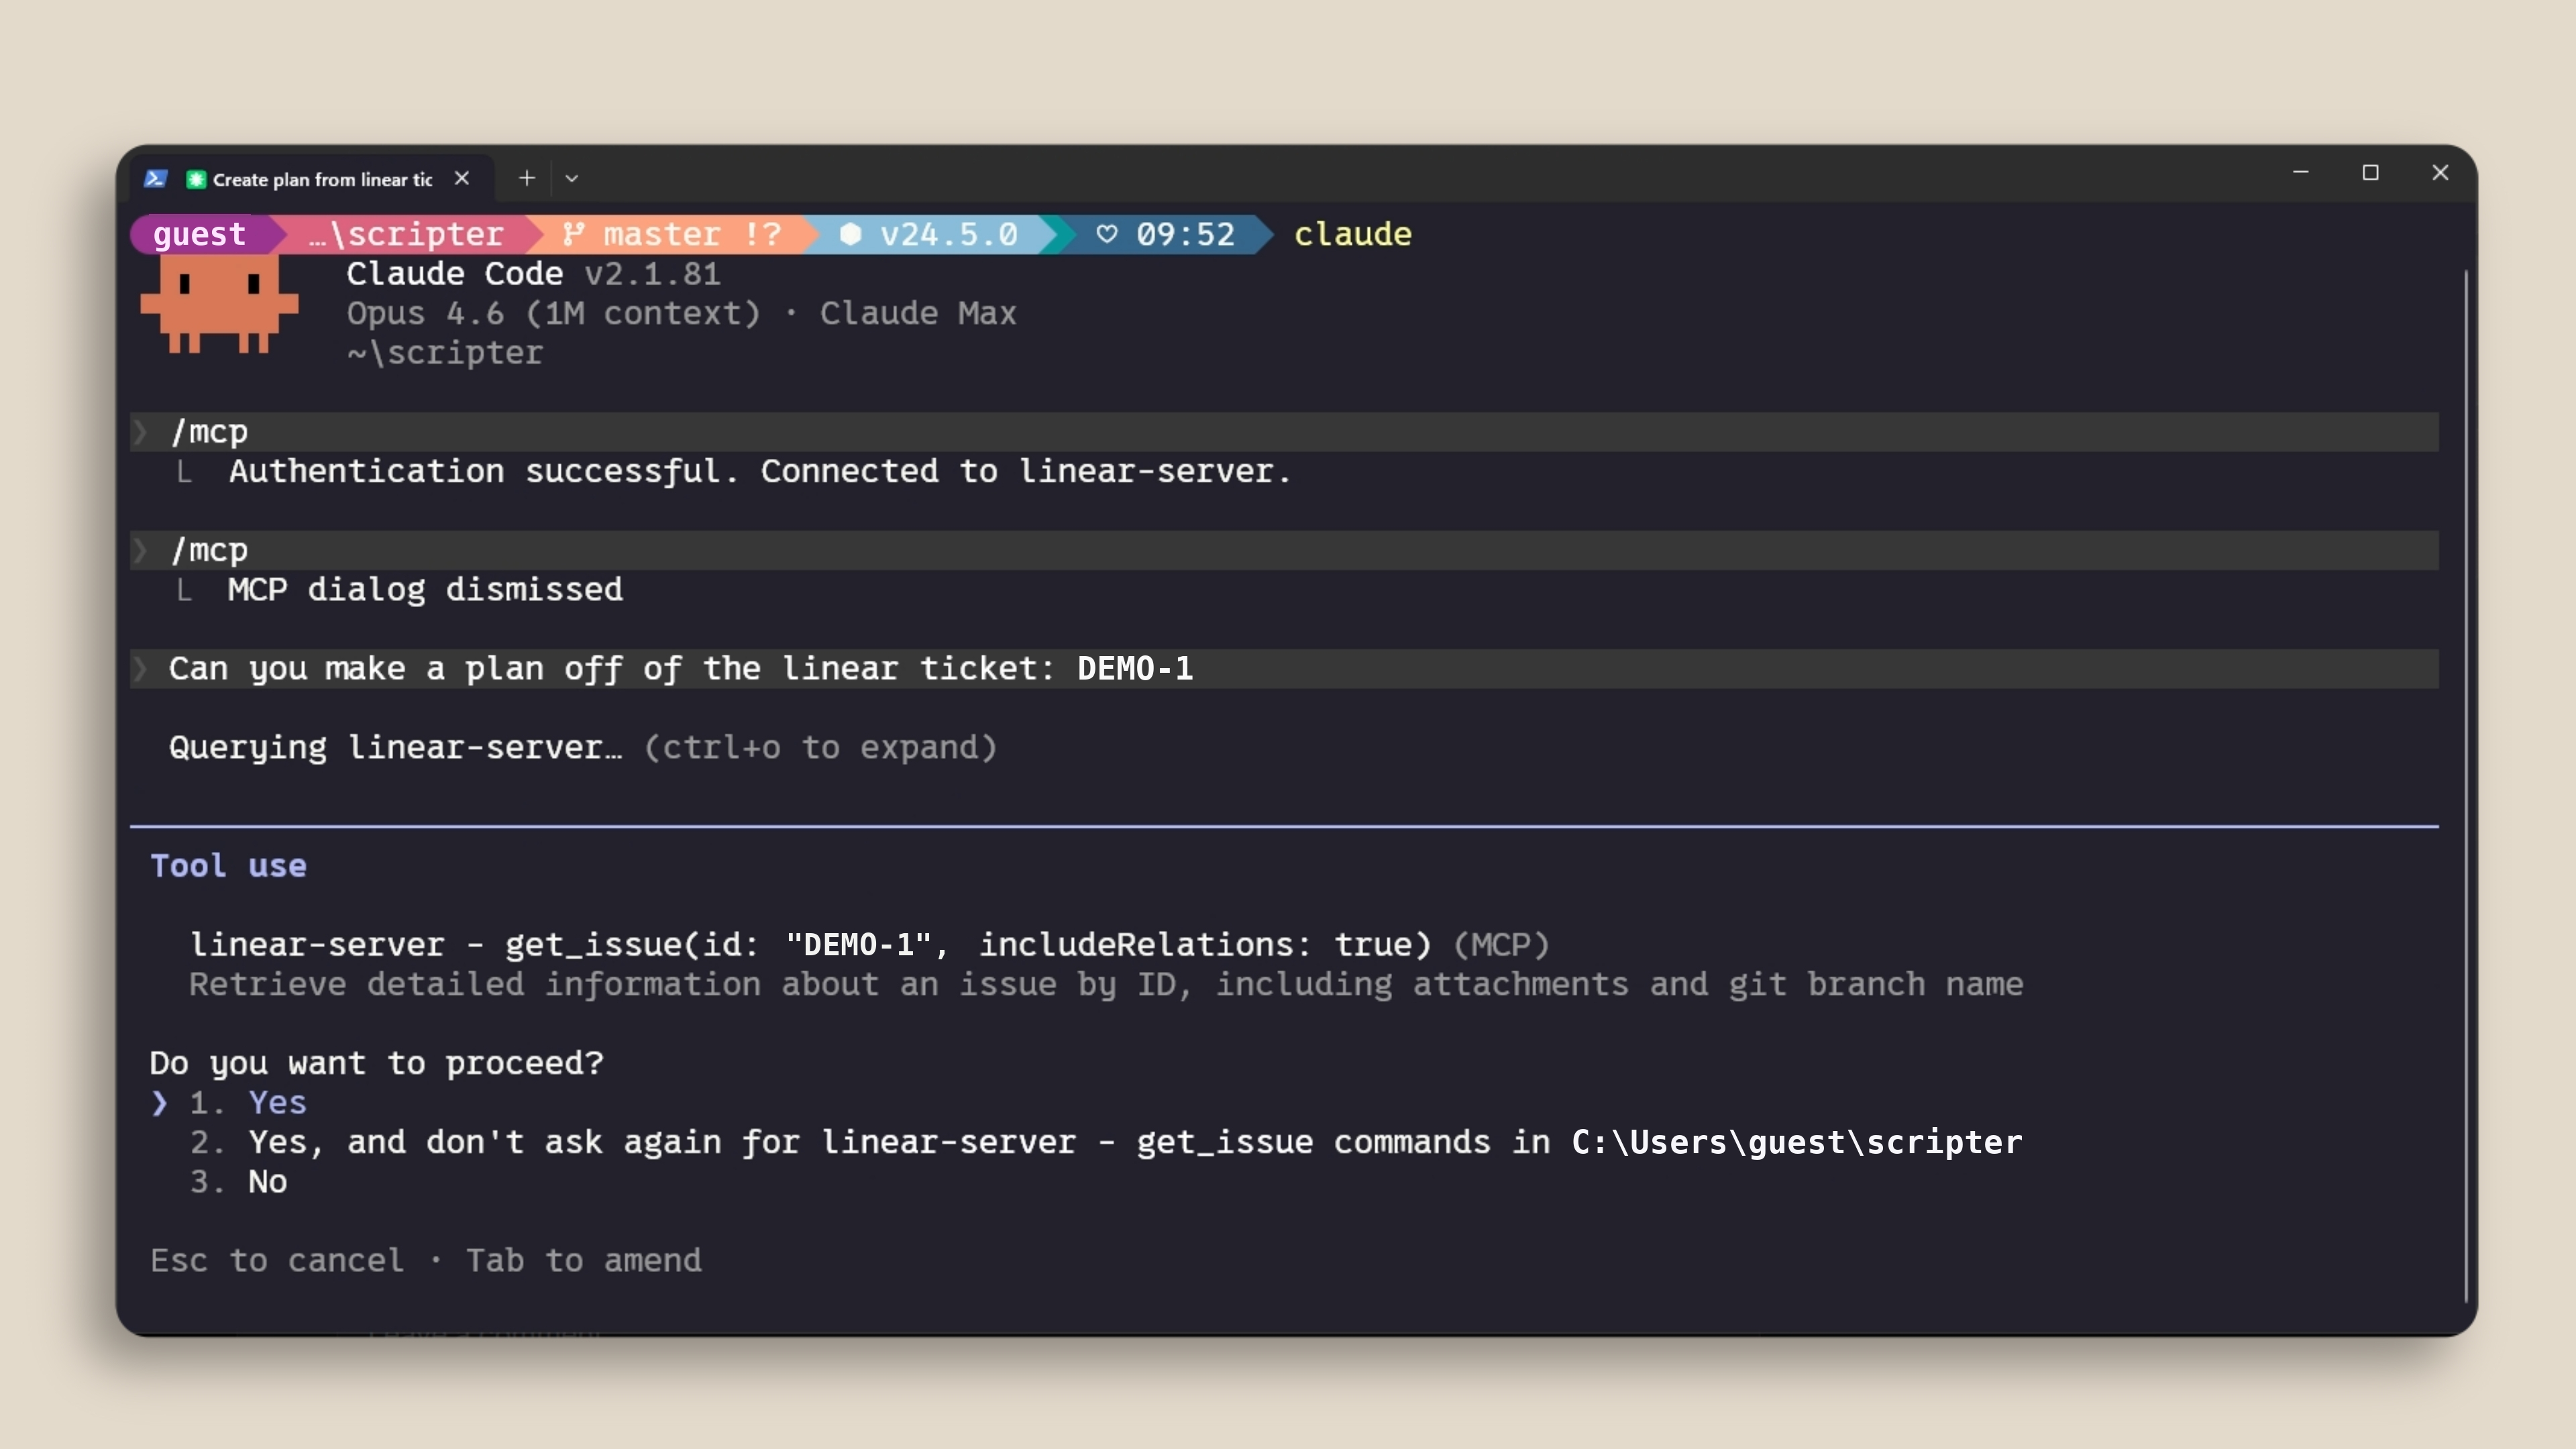 Create plan from linear tic
guest …\scripter master !? v24.5.0 ♡ 09:52 claude
Claude Code v2.1.81
Opus 4.6 (1M context) · Claude Max
~\scripter
❯ /mcp
└ Authentication successful. Connected to linear-server.
❯ /mcp
└ MCP dialog dismissed
❯ Can you make a plan off of the linear ticket: DEMO-1
Querying linear-server… (ctrl+o to expand)
Tool use
linear-server - get_issue(id: "DEMO-1", includeRelations: true) (MCP)
Retrieve detailed information about an issue by ID, including attachments and git branch name
Do you want to proceed?
❯ 1. Yes
2. Yes, and don't ask again for linear-server - get_issue commands in C:\Users\guest\scripter
3. No
Esc to cancel · Tab to amend